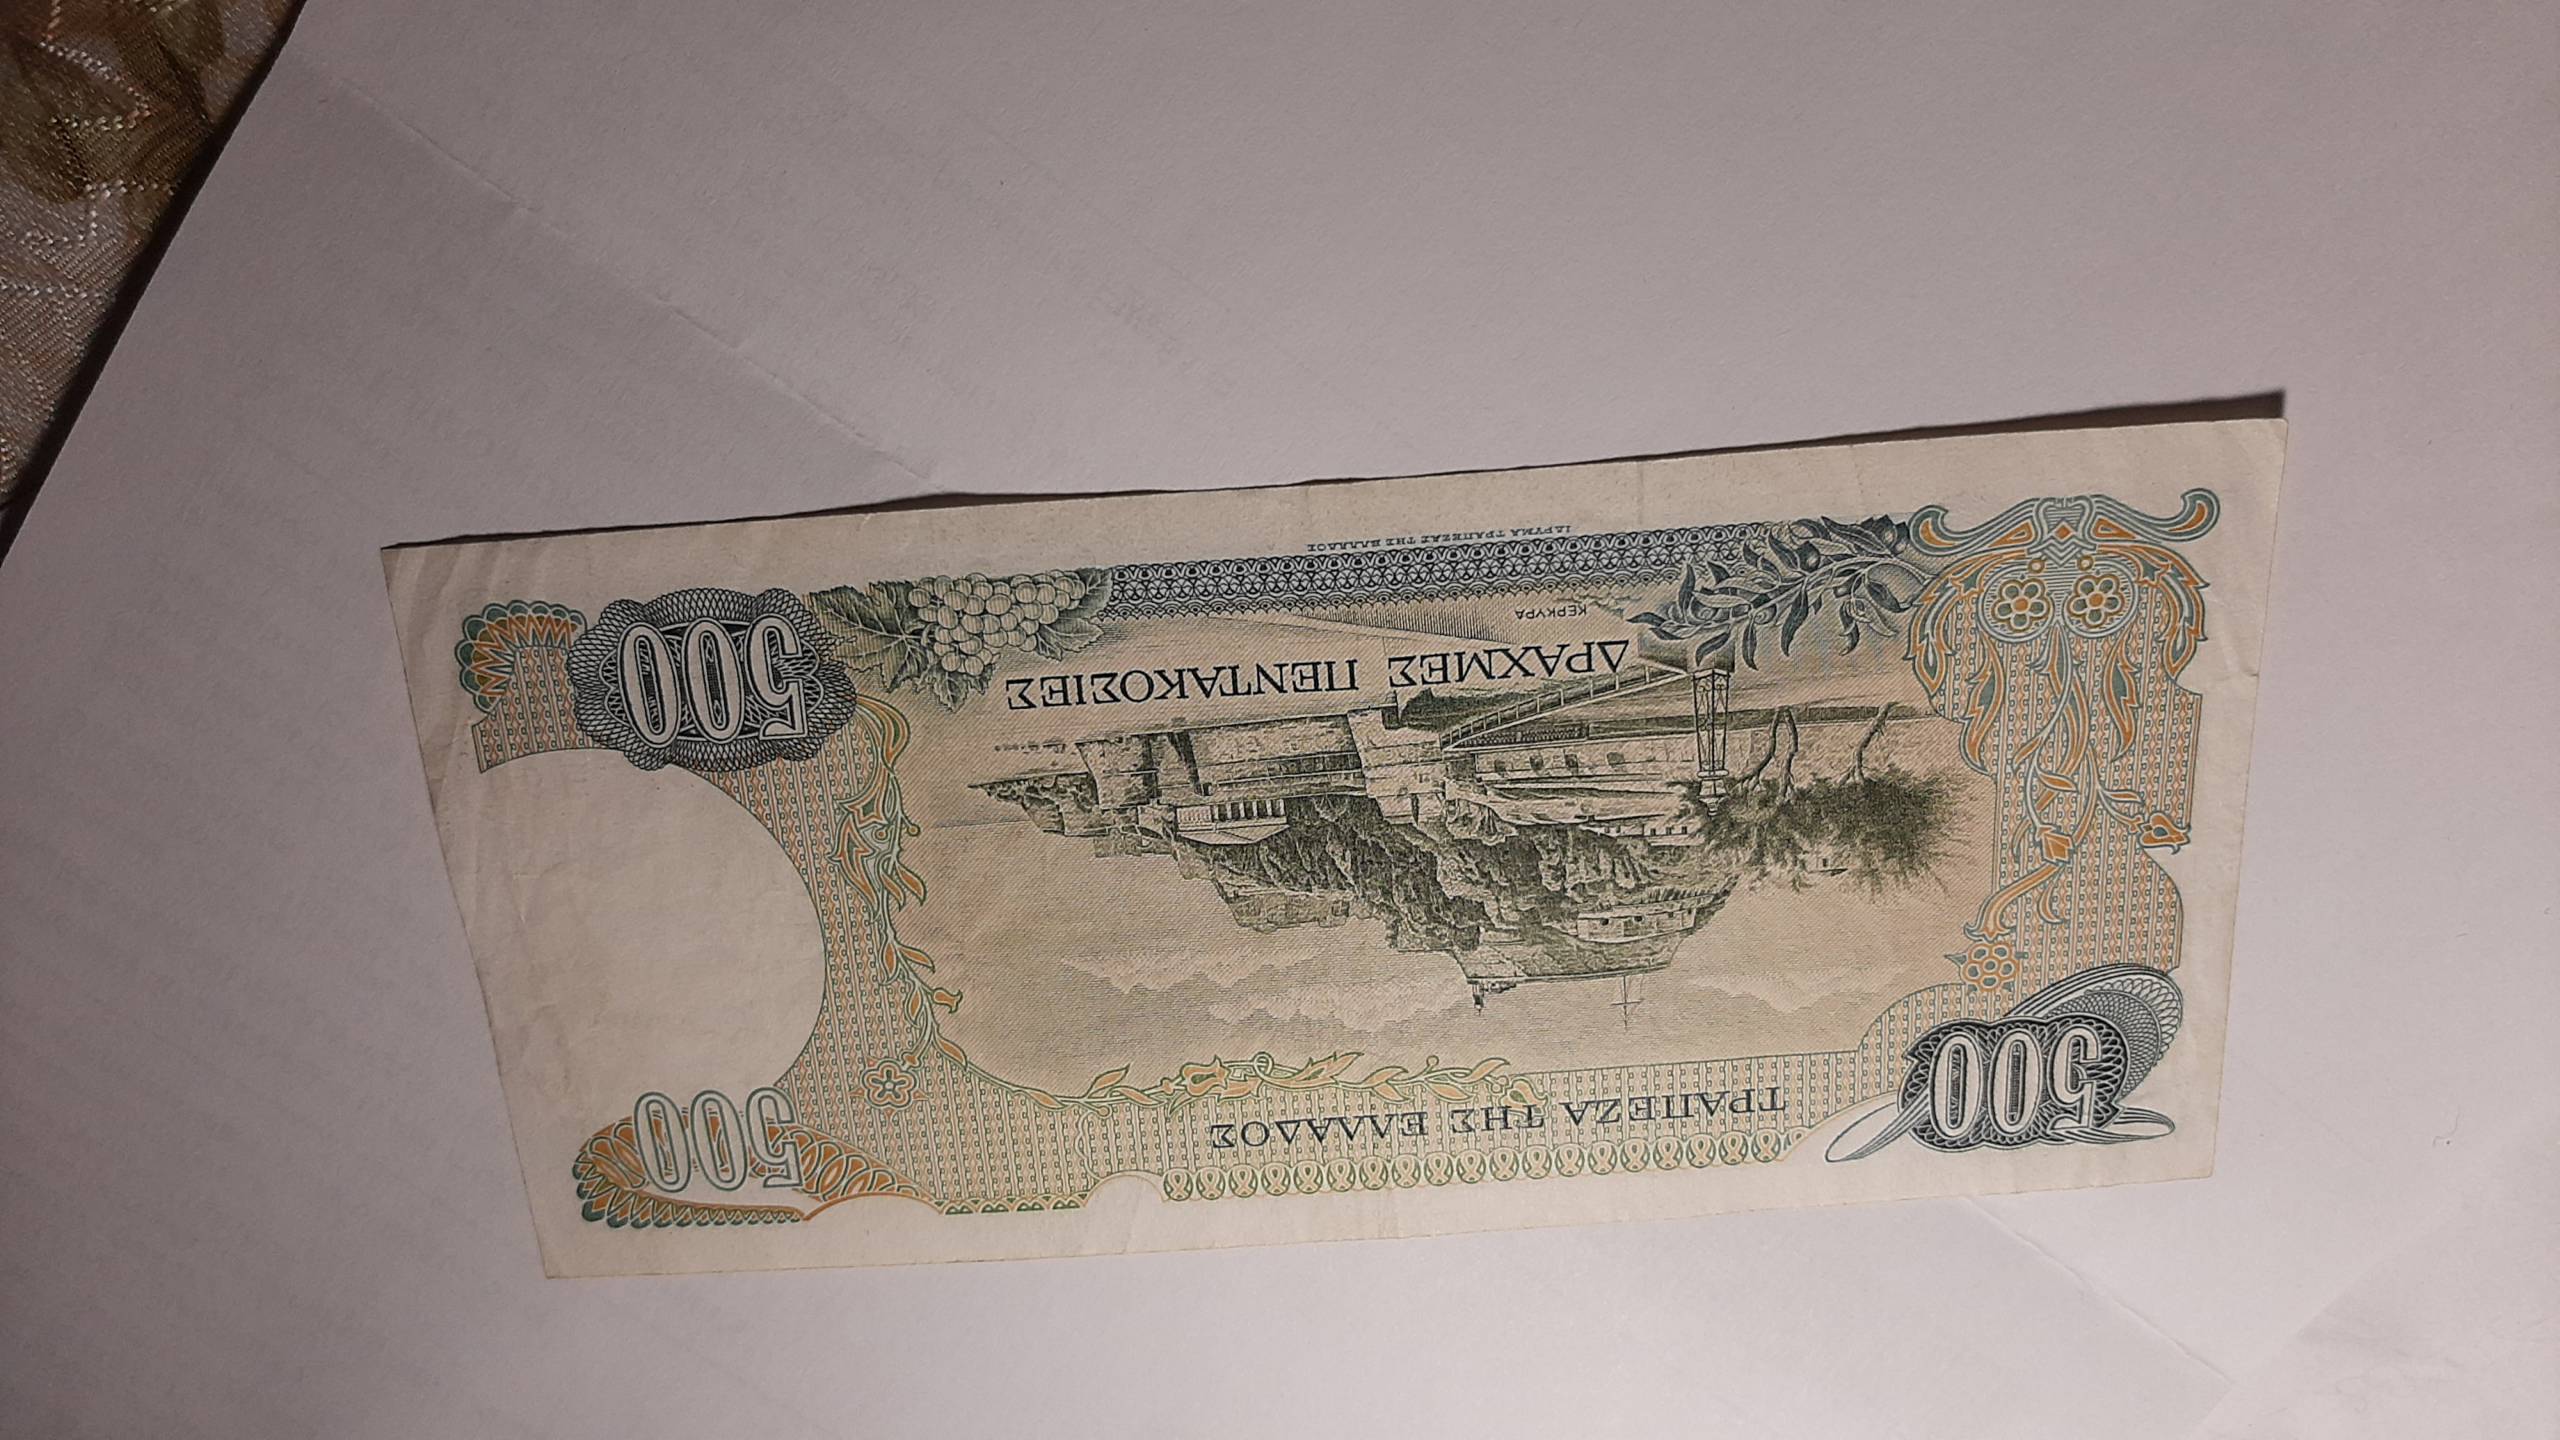 ΤΡΑΠΕΖΑ ΤΗΣ ΕΛΛΑΔΟΣ
500
500
ΔΡΑΧΜΕΣ ΠΕΝΤΑΚΟΣΙΕΣ
500
ΚΕΡΚΥΡΑ
ΙΔΡΥΜΑ ΤΡΑΠΕΖΑΣ ΤΗΣ ΕΛΛΑΔΟΣ